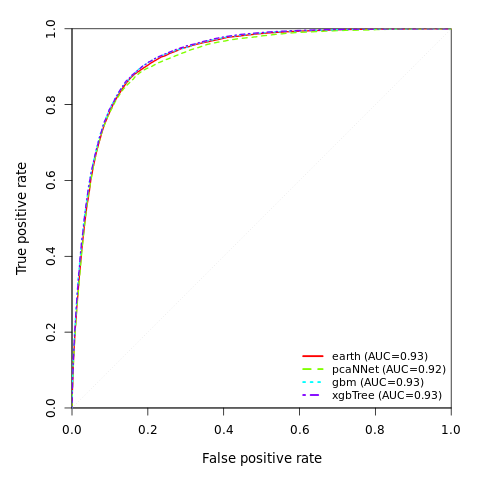 1.0
0.8
0.6
0.4
0.2
0.0
True positive rate
earth (AUC=0.93)
pcaNNet (AUC=0.92)
gbm (AUC=0.93)
xgbTree (AUC=0.93)
0.0 0.2 0.4 0.6 0.8 1.0
False positive rate